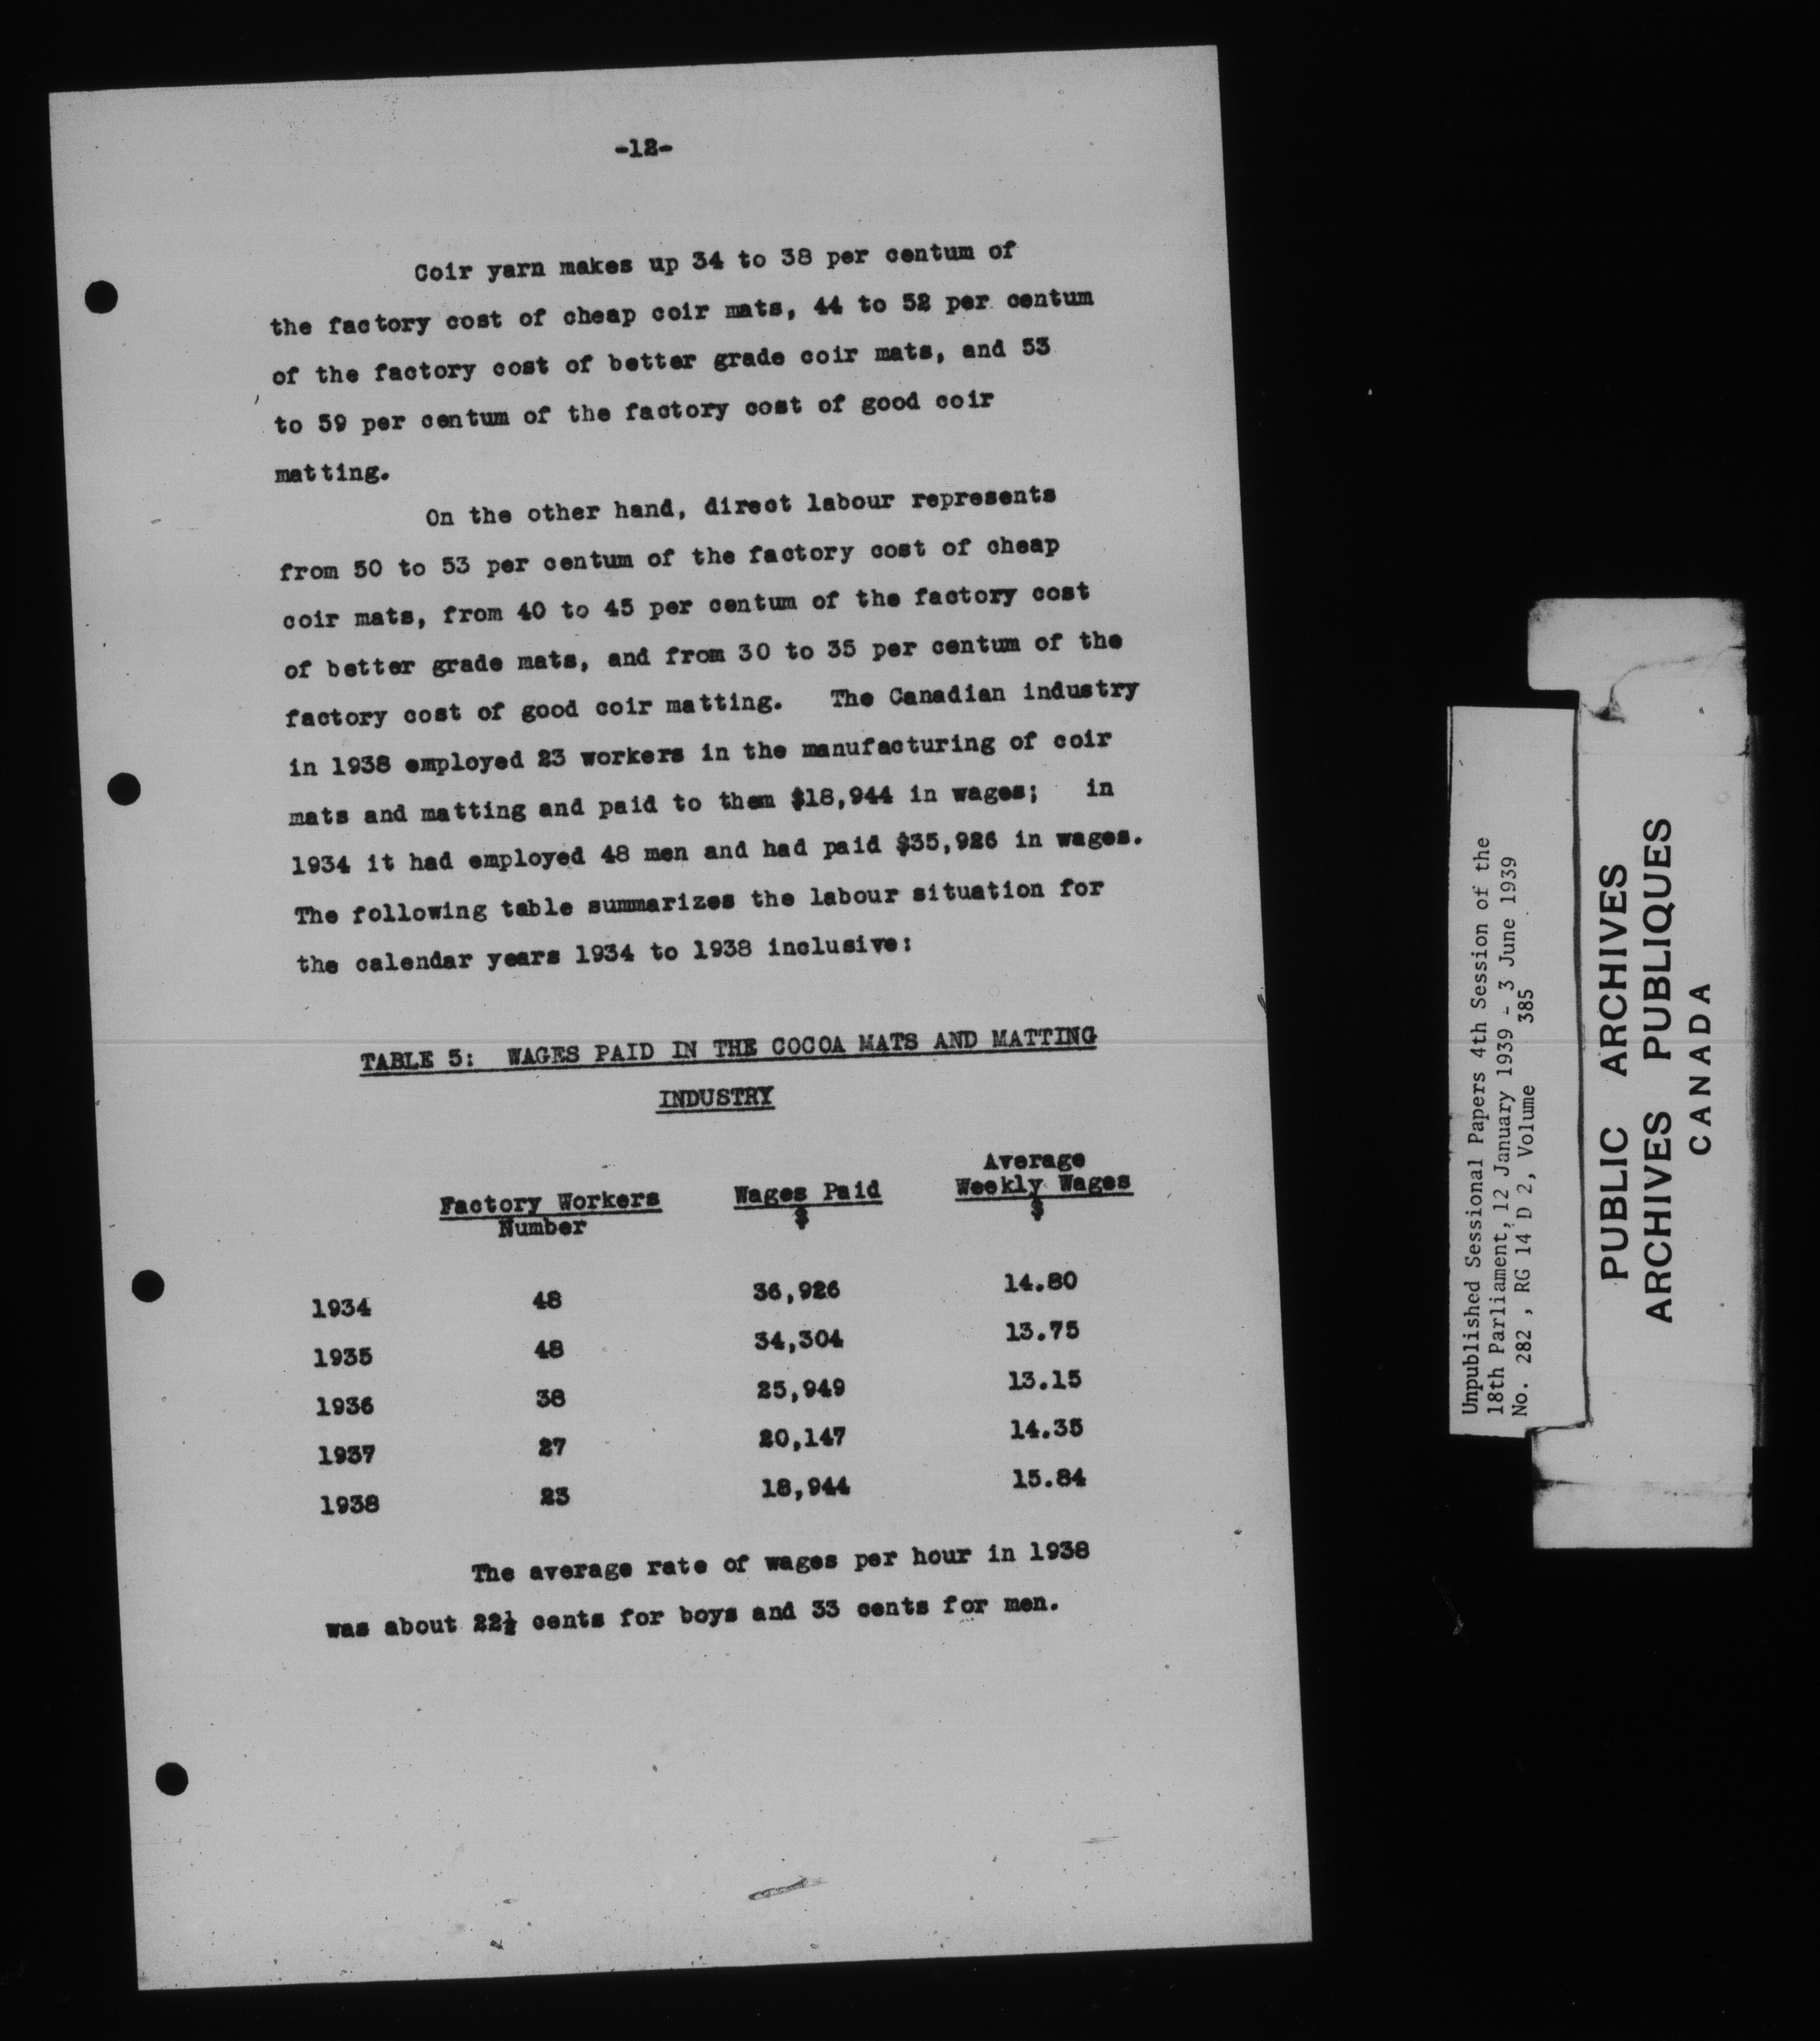 -12-
Coir yarn makes up 34 to 38 per centum of
the factory cost of cheap coir mats, 44 to 52 per centum
of the factory cost of better grade coir mats, and 53
to 59 per centum of the factory cost of good coir
matting.
On the other hand, direct labour represents
from 50 to 53 per centum of the factory cost of cheap
coir mats, from 40 to 45 per centum of the factory cost
of better grade mats, and from 30 to 35 per centum of the
factory cost of good coir matting. The Canadian industry
in 1938 employed 23 workers in the manufacturing of coir
mats and matting and paid to them $18,944 in wages; in
1934 it had employed 48 men and had paid $35,926 in wages.
The following table summarizes the labour situation for
the calendar years 1934 to 1938 inclusive:
TABLE 5: WAGES PAID IN THE COCOA MATS AND MATTING
INDUSTRY
Average
Factory Workers Wages Paid Weekly Wages
Number $ $
1934 48 36,926 14.80
1935 48 34,304 13.75
1936 38 25,949 13.15
1937 27 20,147 14.35
1938 23 18,944 15.84
The average rate of wages per hour in 1938
was about 22½ cents for boys and 33 cents for men.
Unpublished Sessional Papers 4th Session of the
18th Parliament, 12 January 1939 - 3 June 1939
No. 282 , RG 14 D 2, Volume 385
PUBLIC ARCHIVES
ARCHIVES PUBLIQUES
CANADA